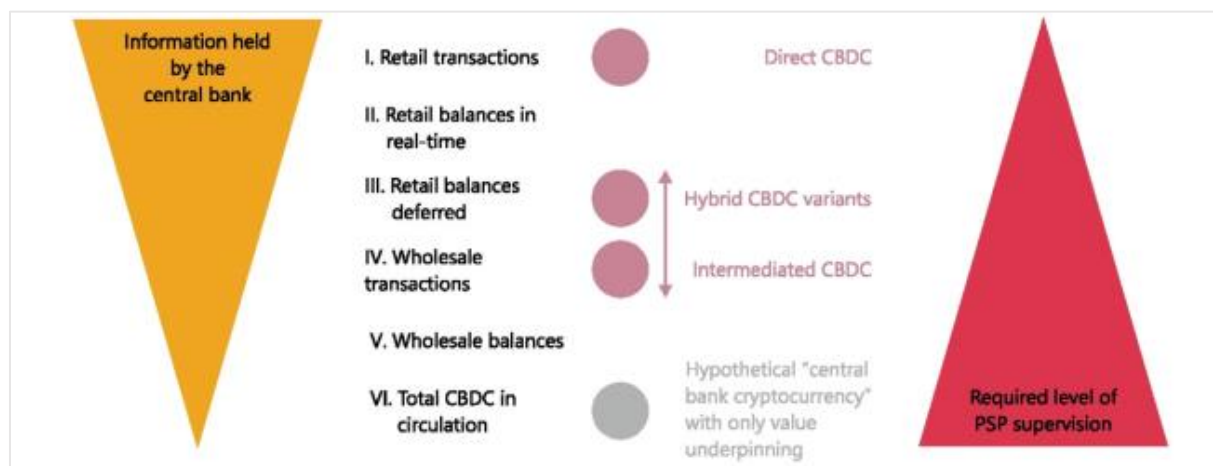 Information held
by the
central bank
I. Retail transactions
Direct CBDC
II. Retail balances in
real-time
III. Retail balances
deferred
Hybrid CBDC variants
IV. Wholesale
transactions
Intermediated CBDC
V. Wholesale balances
VI. Total CBDC in
circulation
Hypothetical "central
bank cryptocurrency"
with only value
underpinning
Required level of
PSP supervision